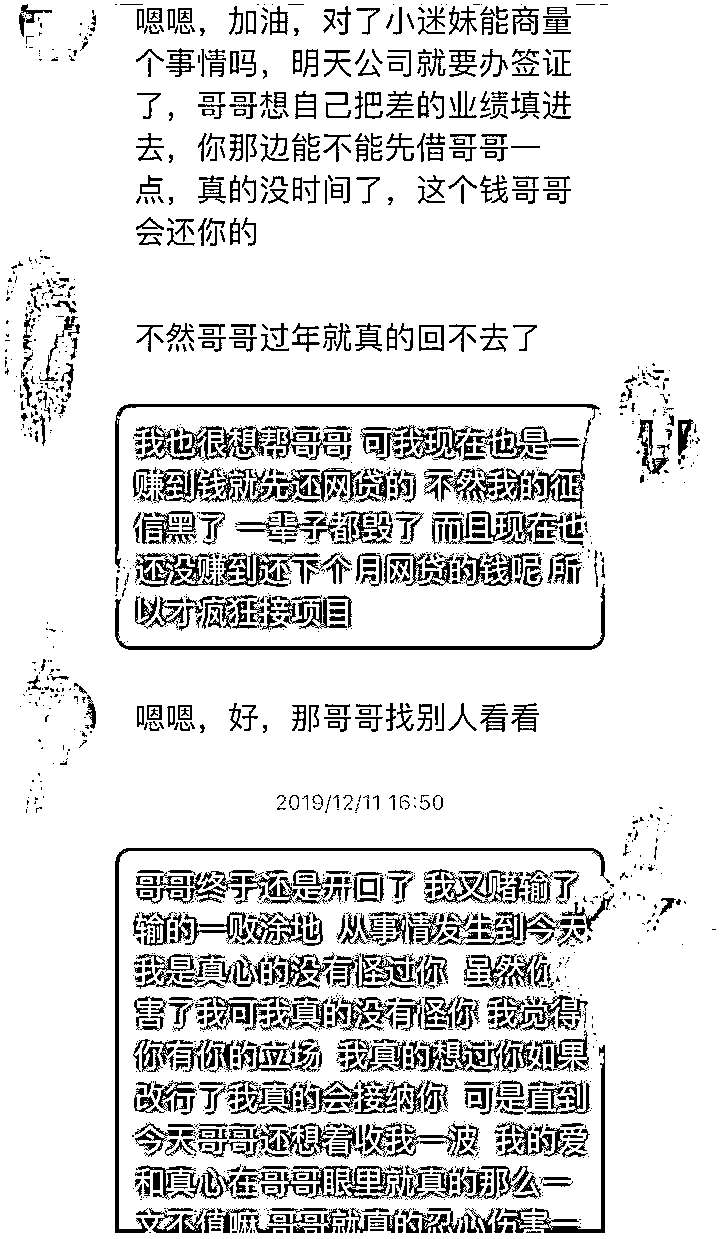 嗯嗯，加油，对了小迷妹能商量
个事情吗，明天公司就要办签证
了，哥哥想自己把差的业绩填进
去，你那边能不能先借哥哥一
点，真的没时间了，这个钱哥哥
会还你的
不然哥哥过年就真的回不去了
我也很想帮哥哥 可我现在也是一
赚到钱就先还网贷的 不然我的征
信黑了 一辈子都毁了 而且现在也
还没赚到还下个月网贷的钱呢 所
以才疯狂接项目
嗯嗯，好，那哥哥找别人看看
2019/12/11 16:50
哥哥终于还是开口了 我又赌输了
输的一败涂地 从事情发生到今天
我是真心的没有怪过你 虽然你
害了我可我真的没有怪你 我觉得
你有你的立场 我真的想过你如果
改行了我真的会接纳你 可是直到
今天哥哥还想着收我一波 我的爱
和真心在哥哥眼里就真的那么一
文不值嘛 哥哥就真的忍心伤害一